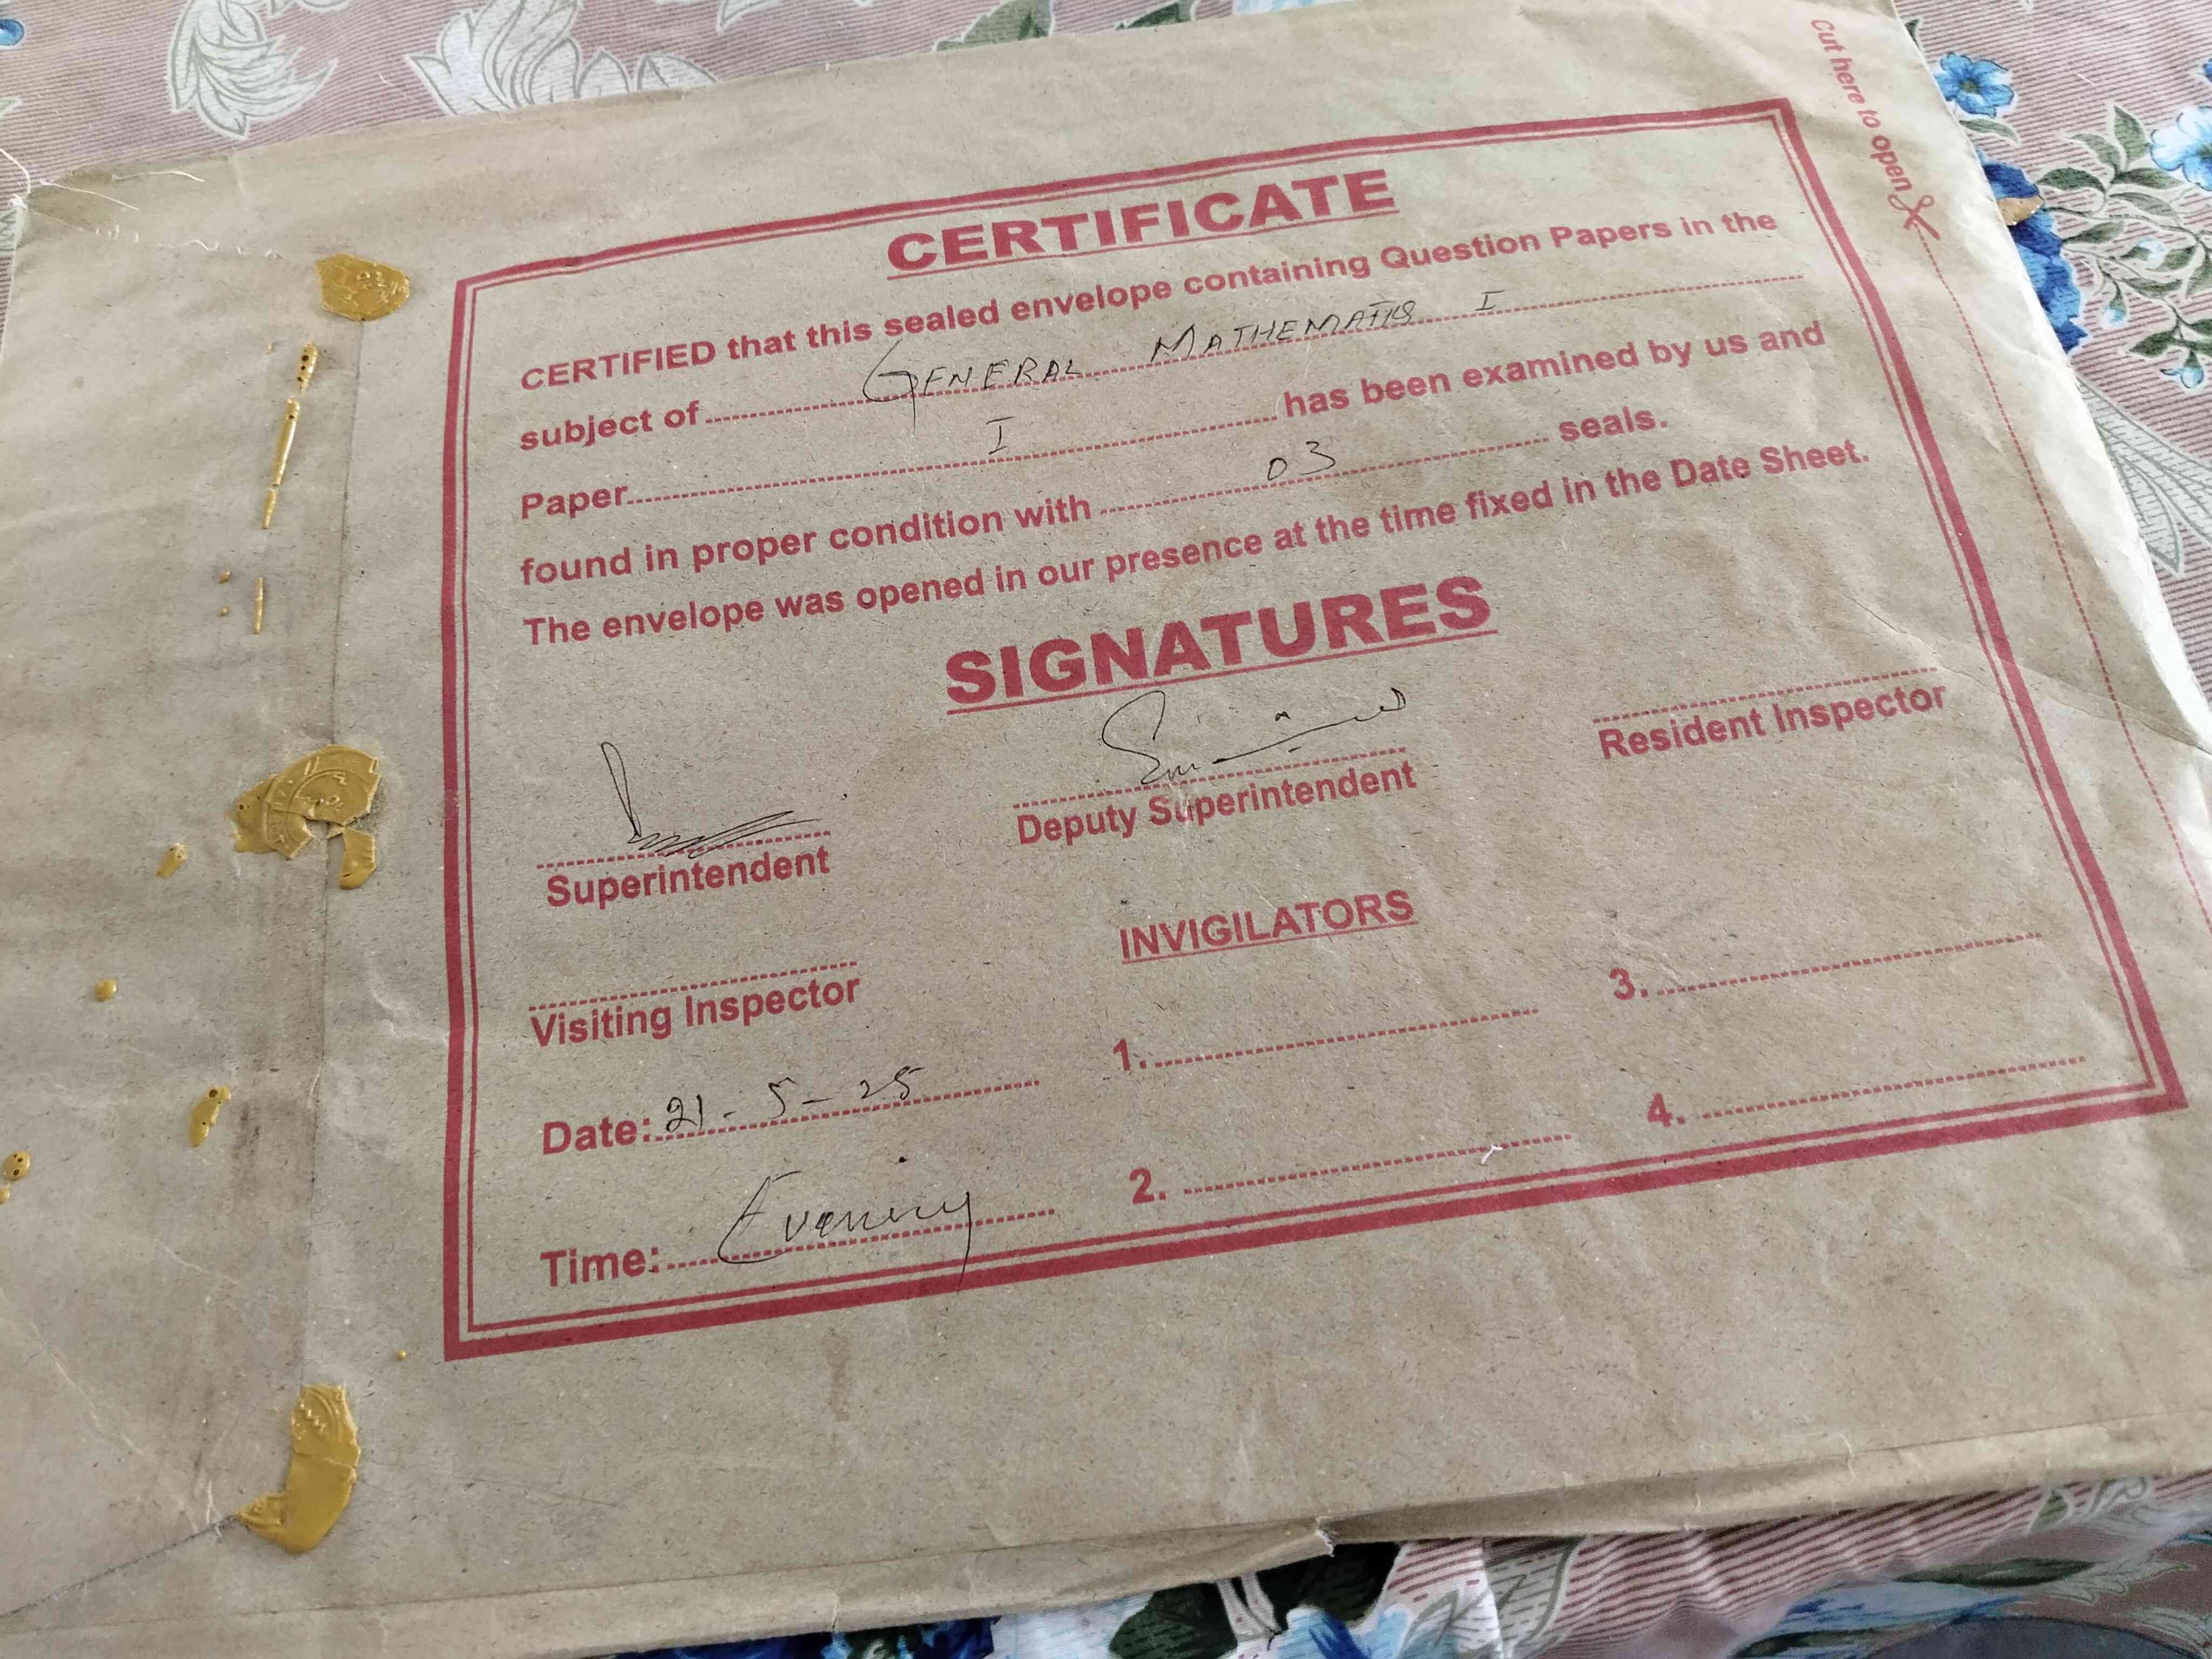 Cut here to open
CERTIFICATE
CERTIFIED that this sealed envelope containing Question Papers in the
subject of GENERAL MATHEMATICS I
Paper I has been examined by us and
found in proper condition with 03 seals.
The envelope was opened in our presence at the time fixed in the Date Sheet.
SIGNATURES
Superintendent
Deputy Superintendent
Resident Inspector
Visiting Inspector
INVIGILATORS
1.
2.
3.
4.
Date: 21-5-25
Time: Evening